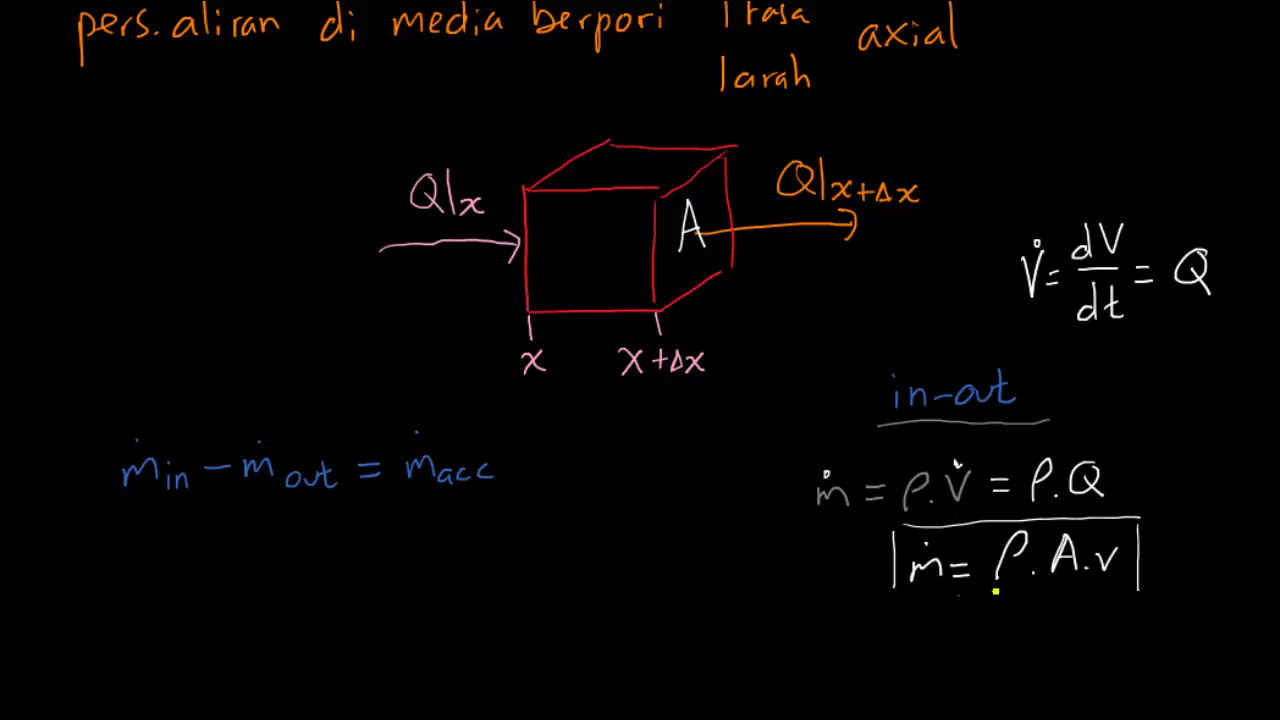 pers. aliran di media berpori 1 fasa axial
1 arah
Q|x
Q|x+Δx
A
V̇ = dV/dt = Q
x
x+Δx
in-out
ṁin - ṁout = ṁacc
ṁ = ρ.V̇ = ρ.Q
ṁ = ρ.A.v